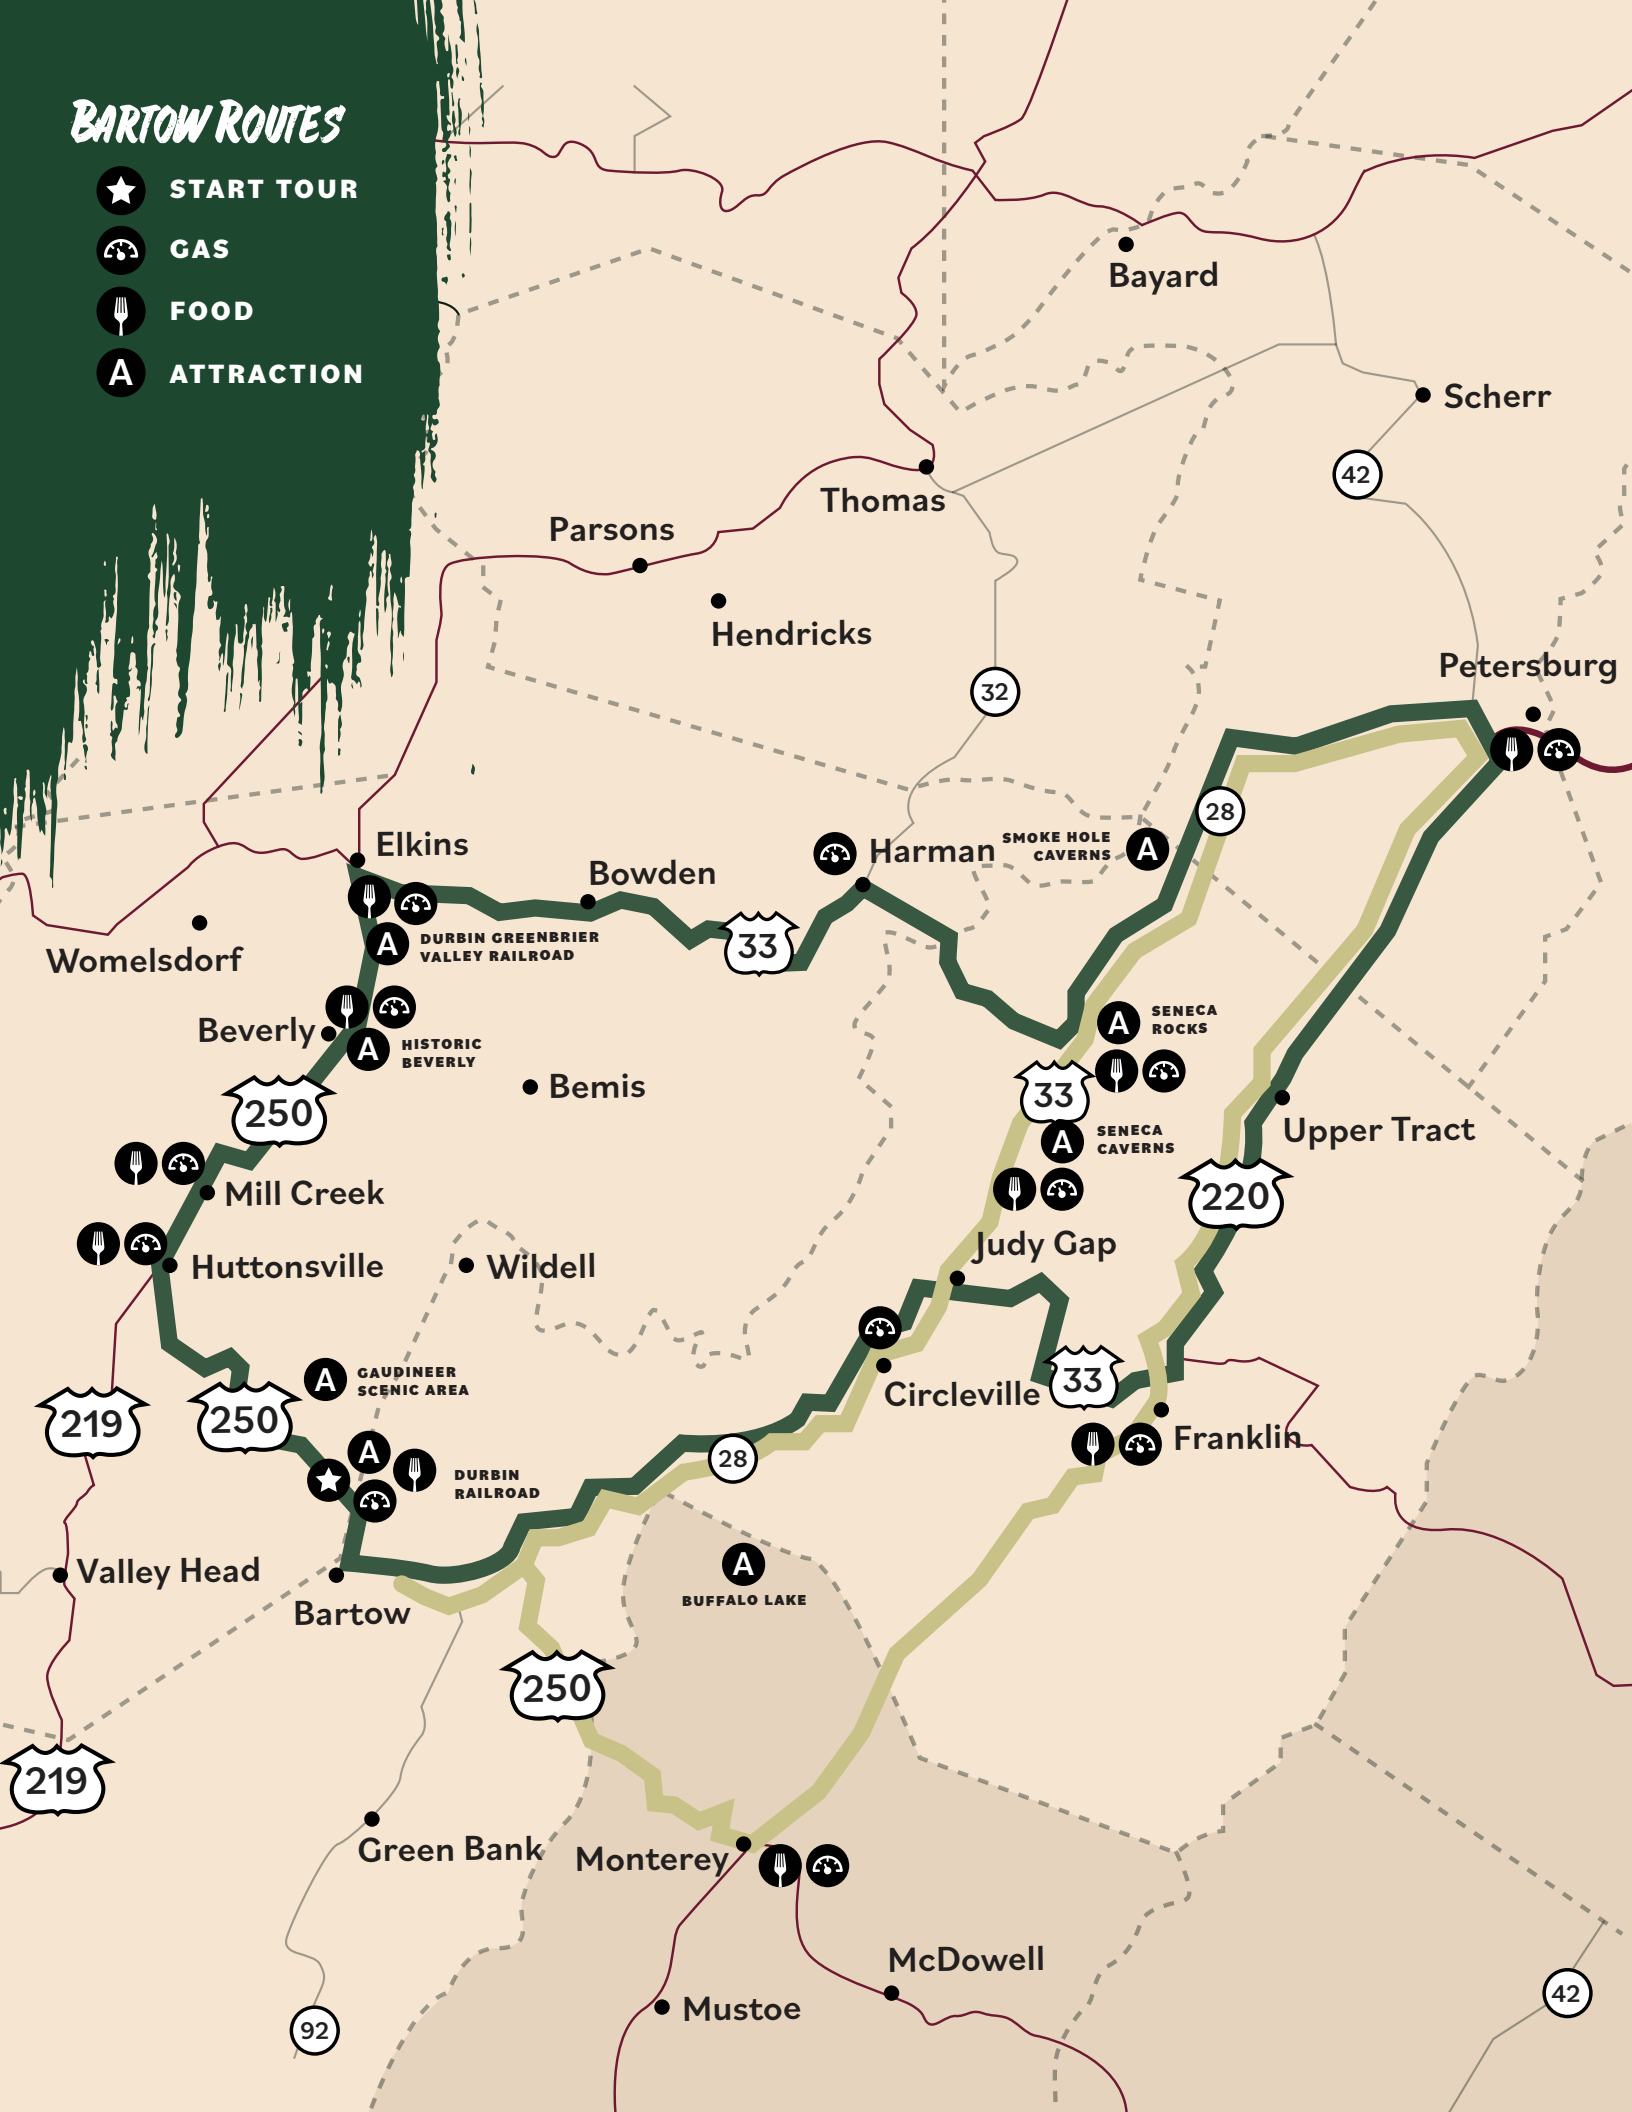 BARTOW ROUTES
START TOUR
GAS
FOOD
A ATTRACTION
Bayard
Scherr
42
Thomas
Parsons
Hendricks
32
Petersburg
28
Elkins
Bowden
Harman
SMOKE HOLE
CAVERNS
A
33
Womelsdorf
A
DURBIN GREENBRIER
VALLEY RAILROAD
Beverly
A
HISTORIC
BEVERLY
A
SENECA
ROCKS
33
250
Bemis
A
SENECA
CAVERNS
Upper Tract
Mill Creek
220
Judy Gap
Huttonsville
Wildell
A
GAUDINEER
SCENIC AREA
Circleville
33
219
250
Franklin
A
28
DURBIN
RAILROAD
Valley Head
A
BUFFALO LAKE
Bartow
250
219
Green Bank
Monterey
McDowell
Mustoe
42
92